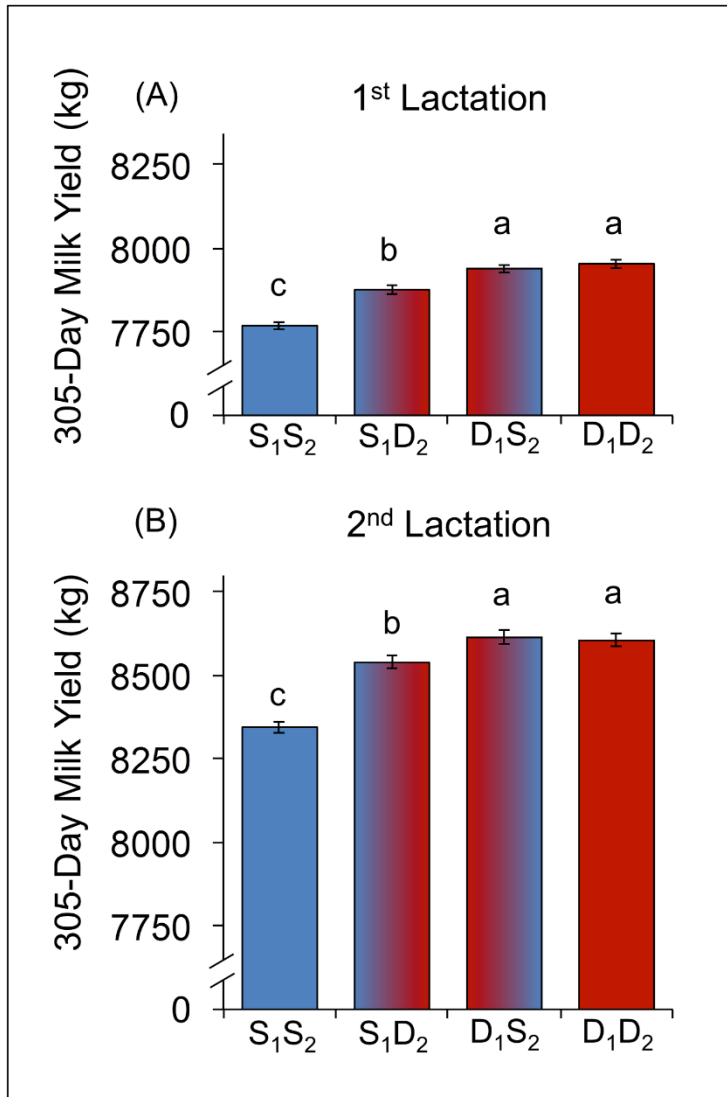 (A) 1st Lactation
305-Day Milk Yield (kg)
8250
8000
7750
0
c
b
a
a
S₁S₂ S₁D₂ D₁S₂ D₁D₂
(B) 2nd Lactation
305-Day Milk Yield (kg)
8750
8500
8250
8000
7750
0
c
b
a
a
S₁S₂ S₁D₂ D₁S₂ D₁D₂